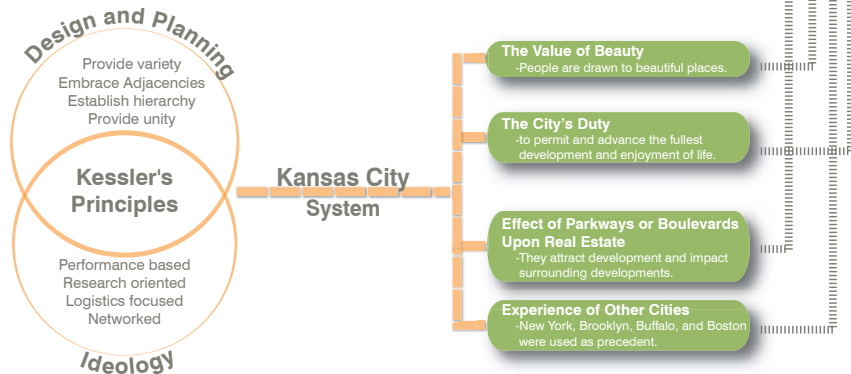 Design and Planning
Provide variety
Embrace Adjacencies
Establish hierarchy
Provide unity
Kessler's
Principles
Performance based
Research oriented
Logistics focused
Networked
Ideology
Kansas City
System
The Value of Beauty
-People are drawn to beautiful places.
The City's Duty
-to permit and advance the fullest
development and enjoyment of life.
Effect of Parkways or Boulevards
Upon Real Estate
-They attract development and impact
surrounding developments.
Experience of Other Cities
-New York, Brooklyn, Buffalo, and Boston
were used as precedent.